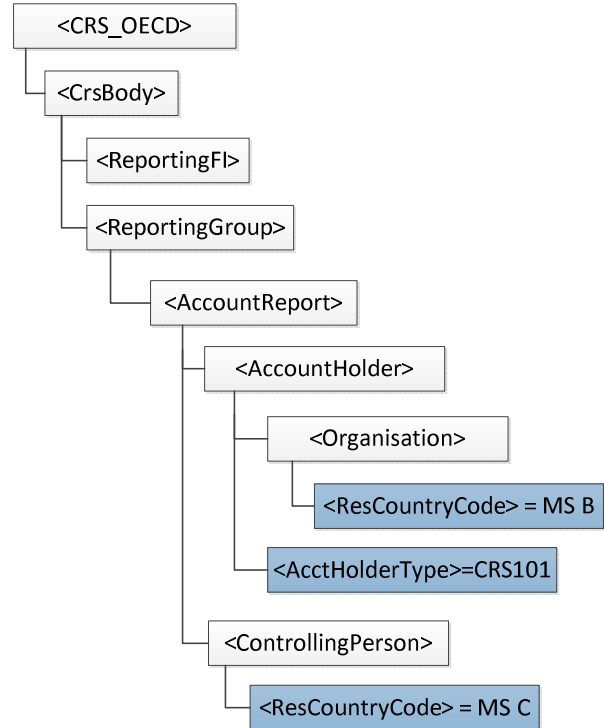 <CRS_OECD>
<CrsBody>
<ReportingFI>
<ReportingGroup>
<AccountReport>
<AccountHolder>
<Organisation>
<ResCountryCode> = MS B
<AcctHolderType>=CRS101
<ControllingPerson>
<ResCountryCode> = MS C